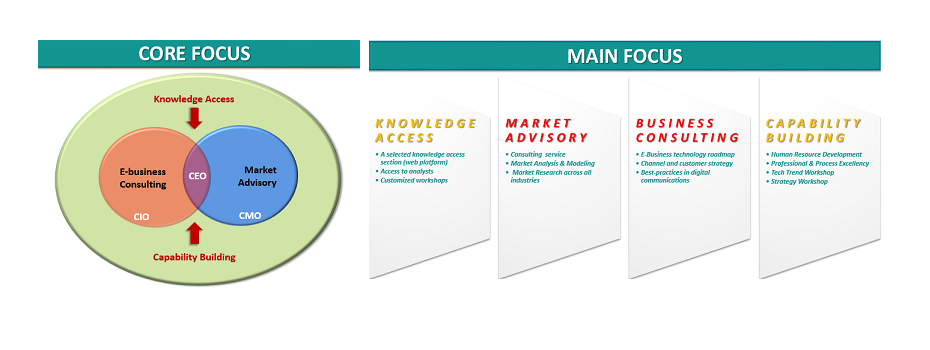 CORE FOCUS
Knowledge Access
E-business
Consulting
CEO
Market
Advisory
CIO
CMO
Capability Building
MAIN FOCUS
KNOWLEDGE
ACCESS
• A selected knowledge access
section (web platform)
• Access to analysts
• Customized workshops
MARKET
ADVISORY
• Consulting service
• Market Analysis & Modeling
• Market Research across all
industries
BUSINESS
CONSULTING
• E-Business technology roadmap
• Channel and customer strategy
• Best-practices in digital
communications
CAPABILITY
BUILDING
• Human Resource Development
• Professional & Process Excellency
• Tech Trend Workshop
• Strategy Workshop